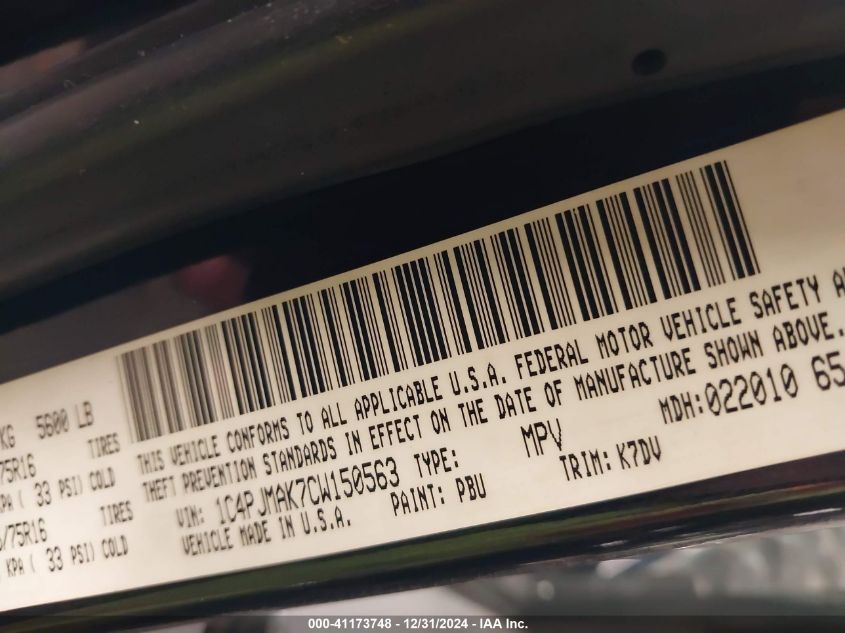 KG 5600 LB
/75R16 TIRES
KPA ( 33 PSI) COLD
/75R16 TIRES
KPA ( 33 PSI) COLD
THIS VEHICLE CONFORMS TO ALL APPLICABLE U.S.A. FEDERAL MOTOR VEHICLE SAFETY A
THEFT PREVENTION STANDARDS IN EFFECT ON THE DATE OF MANUFACTURE SHOWN ABOVE.
VIN: 1C4PJMAK7CW150563 TYPE: MPV MDH: 022010 65
VEHICLE MADE IN U.S.A. PAINT: PBU TRIM: K7DV
000-41173748 - 12/31/2024 - IAA Inc.